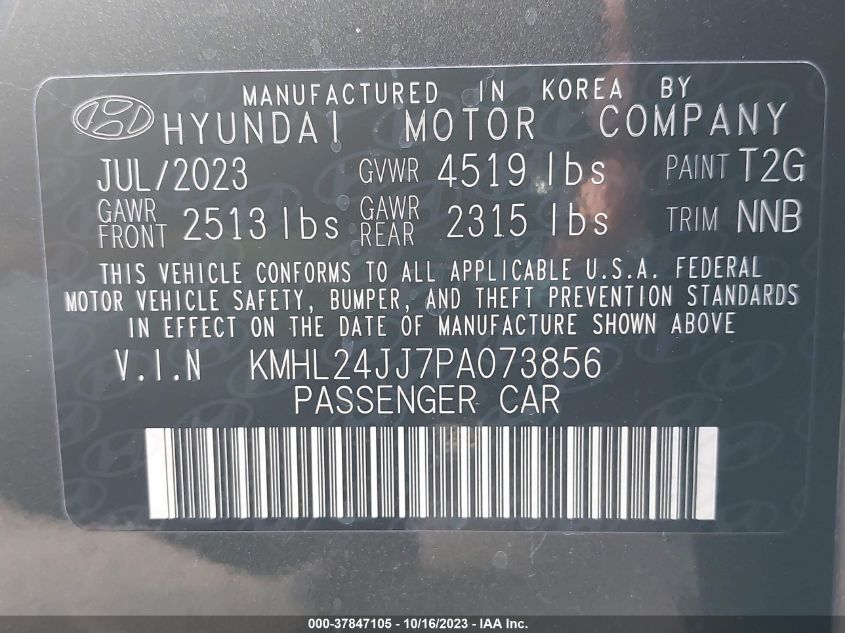 MANUFACTURED IN KOREA BY
HYUNDAI MOTOR COMPANY
JUL/2023 GVWR 4519 lbs PAINT T2G
GAWR FRONT 2513 lbs GAWR REAR 2315 lbs TRIM NNB
THIS VEHICLE CONFORMS TO ALL APPLICABLE U.S.A. FEDERAL
MOTOR VEHICLE SAFETY, BUMPER, AND THEFT PREVENTION STANDARDS
IN EFFECT ON THE DATE OF MANUFACTURE SHOWN ABOVE
V.I.N KMHL24JJ7PA073856
PASSENGER CAR
000-37847105 - 10/16/2023 - IAA Inc.